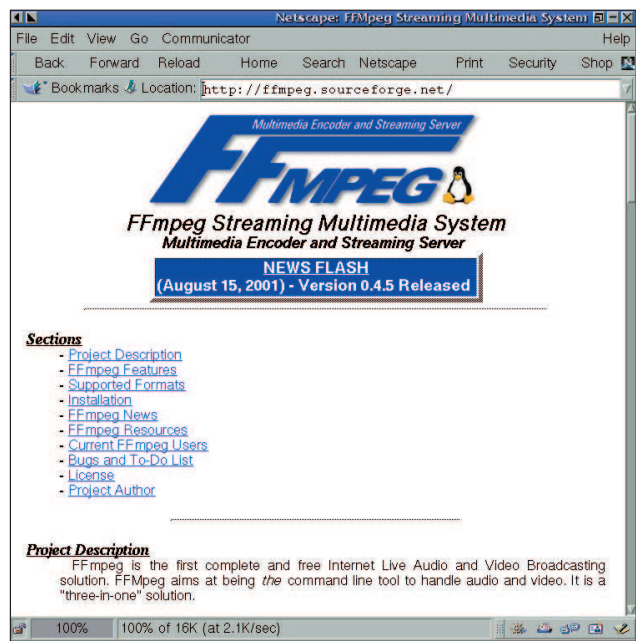 Netscape: FFMpeg Streaming Multimedia System
File Edit View Go Communicator Help
Back Forward Reload Home Search Netscape Print Security Shop N
Bookmarks Location: http://ffmpeg.sourceforge.net/
Multimedia Encoder and Streaming Server
FFMPEG
FFmpeg Streaming Multimedia System
Multimedia Encoder and Streaming Server
NEWS FLASH
(August 15, 2001) - Version 0.4.5 Released
Sections
- Project Description
- FFmpeg Features
- Supported Formats
- Installation
- FFmpeg News
- FFmpeg Resources
- Current FFmpeg Users
- Bugs and To-Do List
- License
- Project Author
Project Description
FFmpeg is the first complete and free Internet Live Audio and Video Broadcasting
solution. FFMpeg aims at being the command line tool to handle audio and video. It is a
"three-in-one" solution.
100% 100% of 16K (at 2.1K/sec)